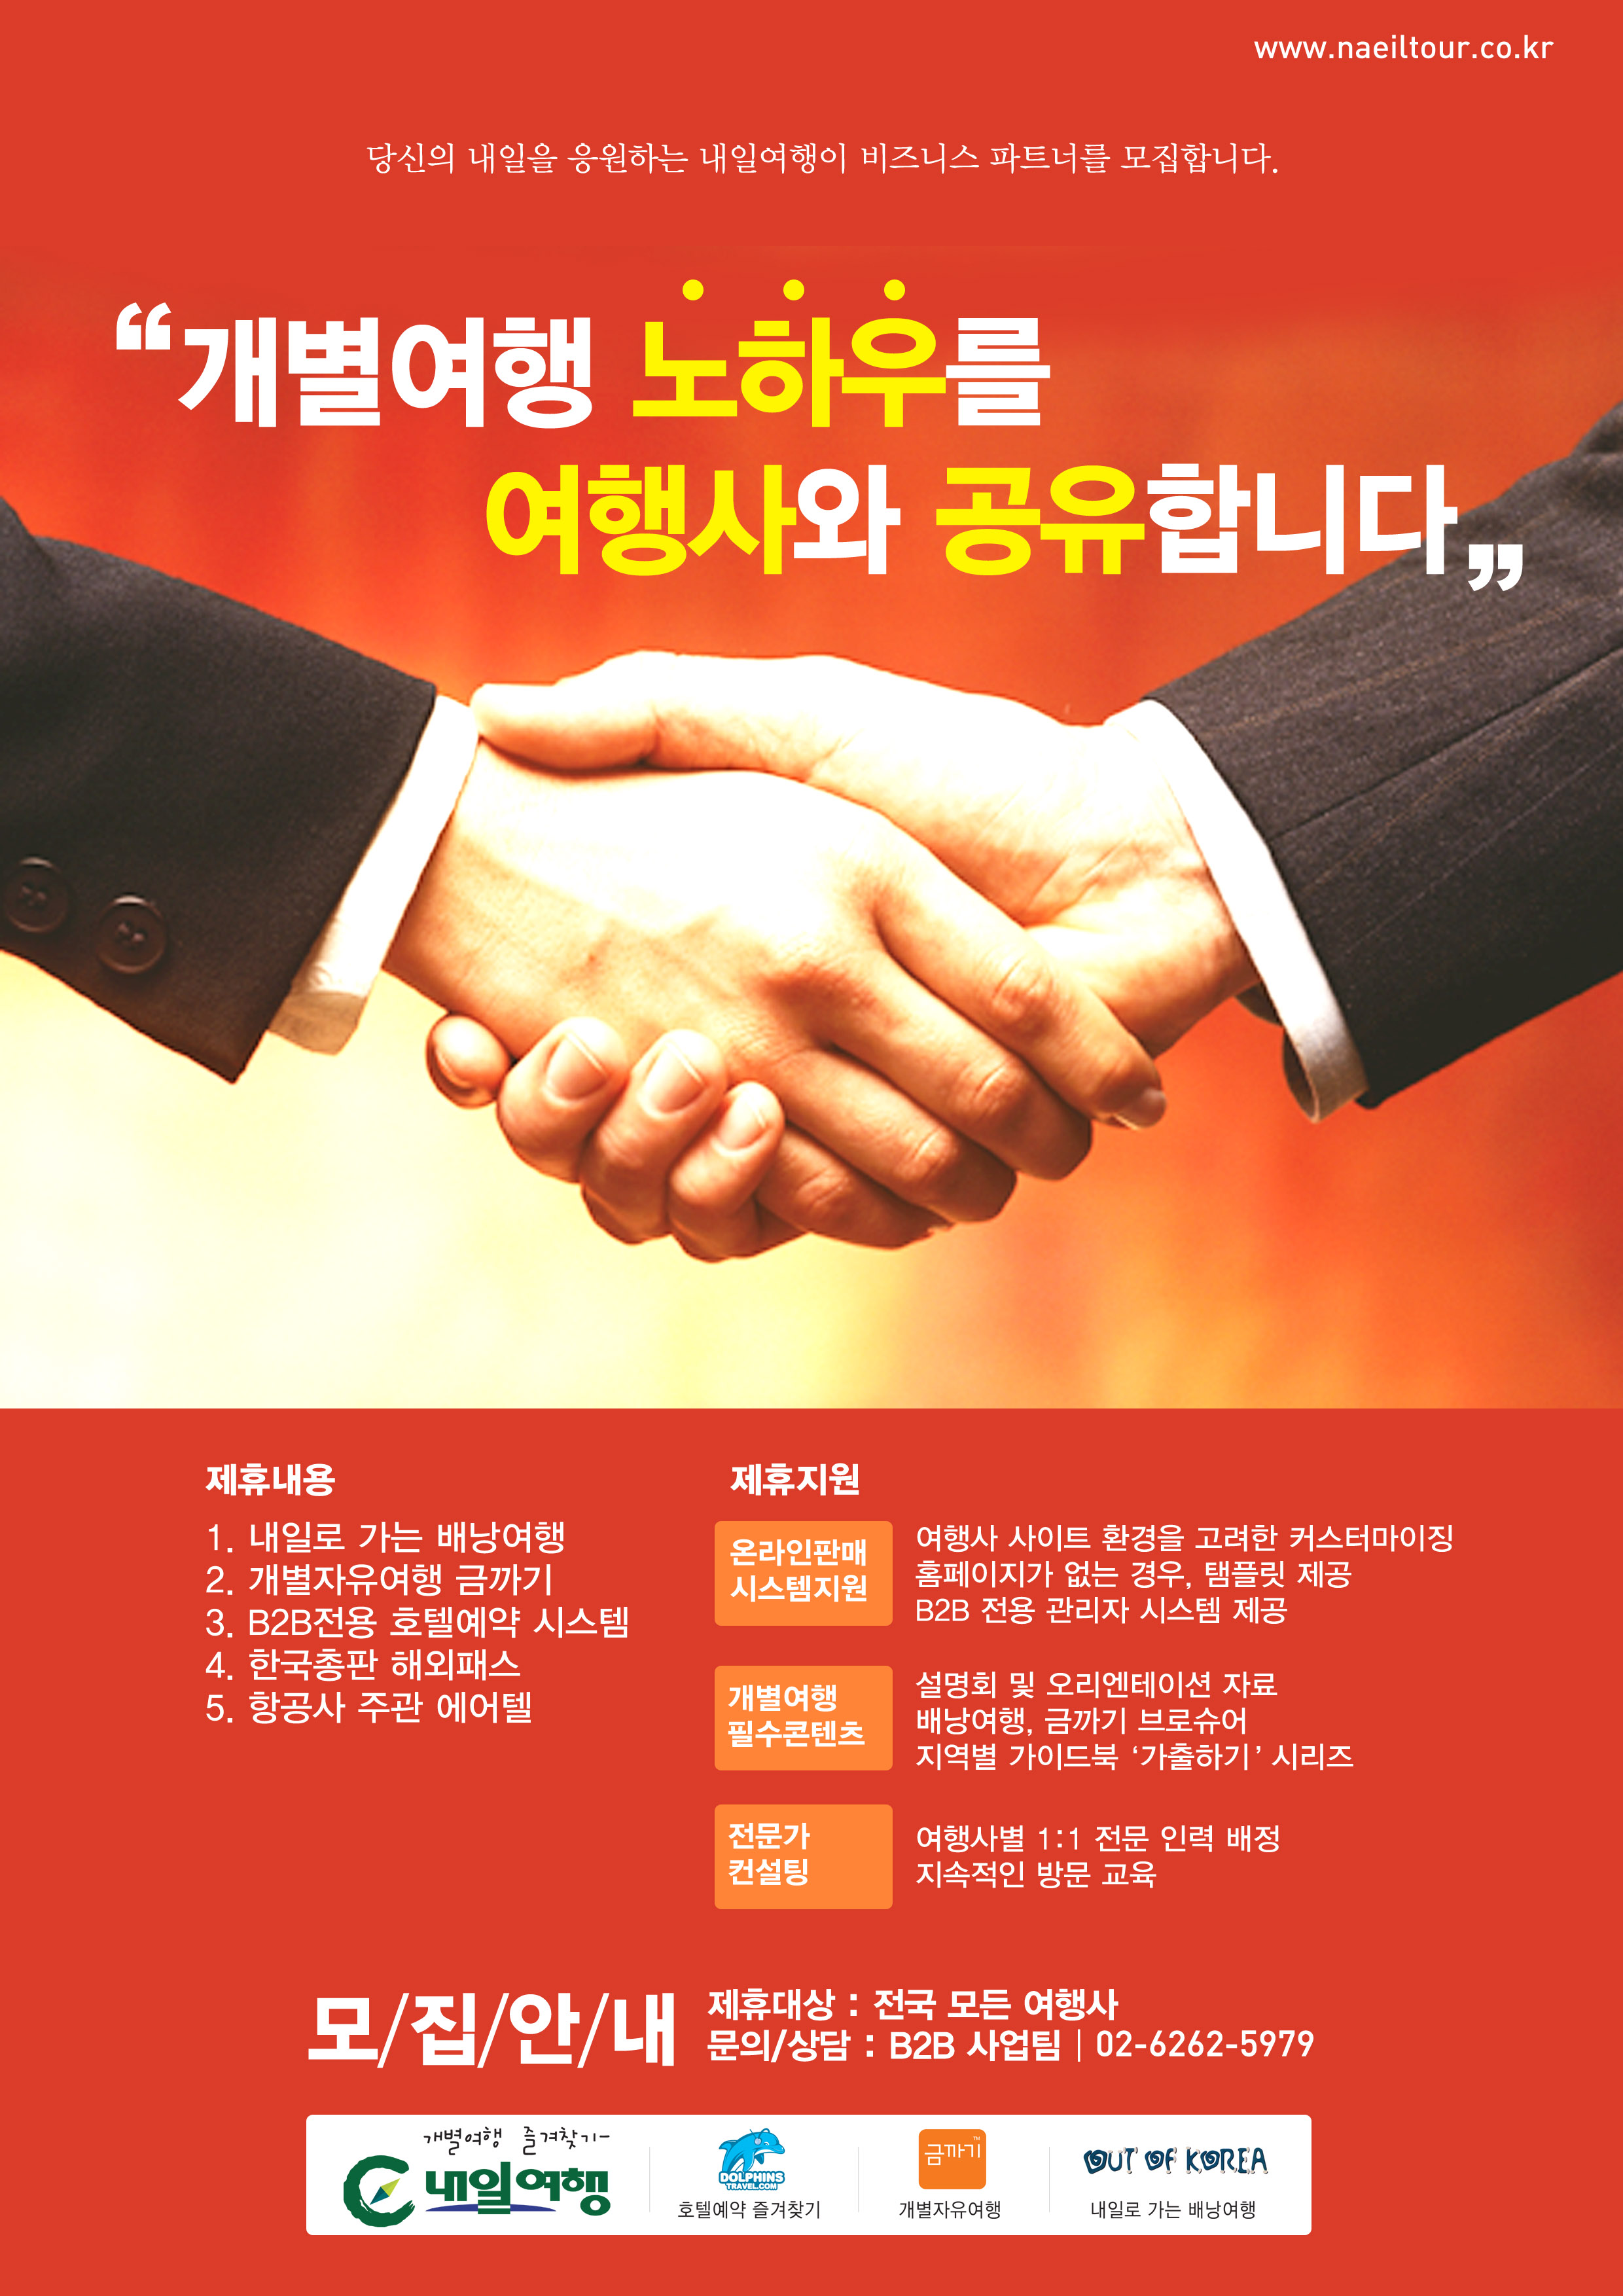 www.naeiltour.co.kr
당신의 내일을 응원하는 내일여행이 비즈니스 파트너를 모집합니다.
“개별여행 노하우를
여행사와 공유합니다”
제휴내용
1. 내일로 가는 배낭여행
2. 개별자유여행 금까기
3. B2B전용 호텔예약 시스템
4. 한국총판 해외패스
5. 항공사 주관 에어텔
제휴지원
온라인판매
시스템지원
여행사 사이트 환경을 고려한 커스터마이징
홈페이지가 없는 경우, 탬플릿 제공
B2B 전용 관리자 시스템 제공
개별여행
필수콘텐츠
설명회 및 오리엔테이션 자료
배낭여행, 금까기 브로슈어
지역별 가이드북 ‘가출하기’ 시리즈
전문가
컨설팅
여행사별 1:1 전문 인력 배정
지속적인 방문 교육
모/집/안/내
제휴대상 : 전국 모든 여행사
문의/상담 : B2B 사업팀 | 02-6262-5979
개별여행 즐겨찾기-
내일여행
DOLPHINS
TRAVEL.COM
호텔예약 즐겨찾기
금까기™
개별자유여행
OUT OF KOREA
내일로 가는 배낭여행